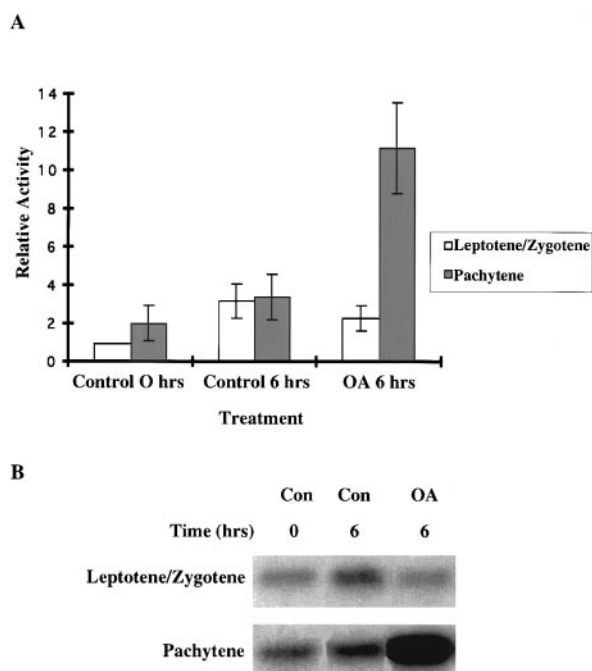 A
14
12
10
8
6
4
2
0
Relative Activity
Leptotene/Zygotene
Pachytene
Control O hrs Control 6 hrs OA 6 hrs
Treatment
B
Con Con OA
Time (hrs) 0 6 6
Leptotene/Zygotene
Pachytene